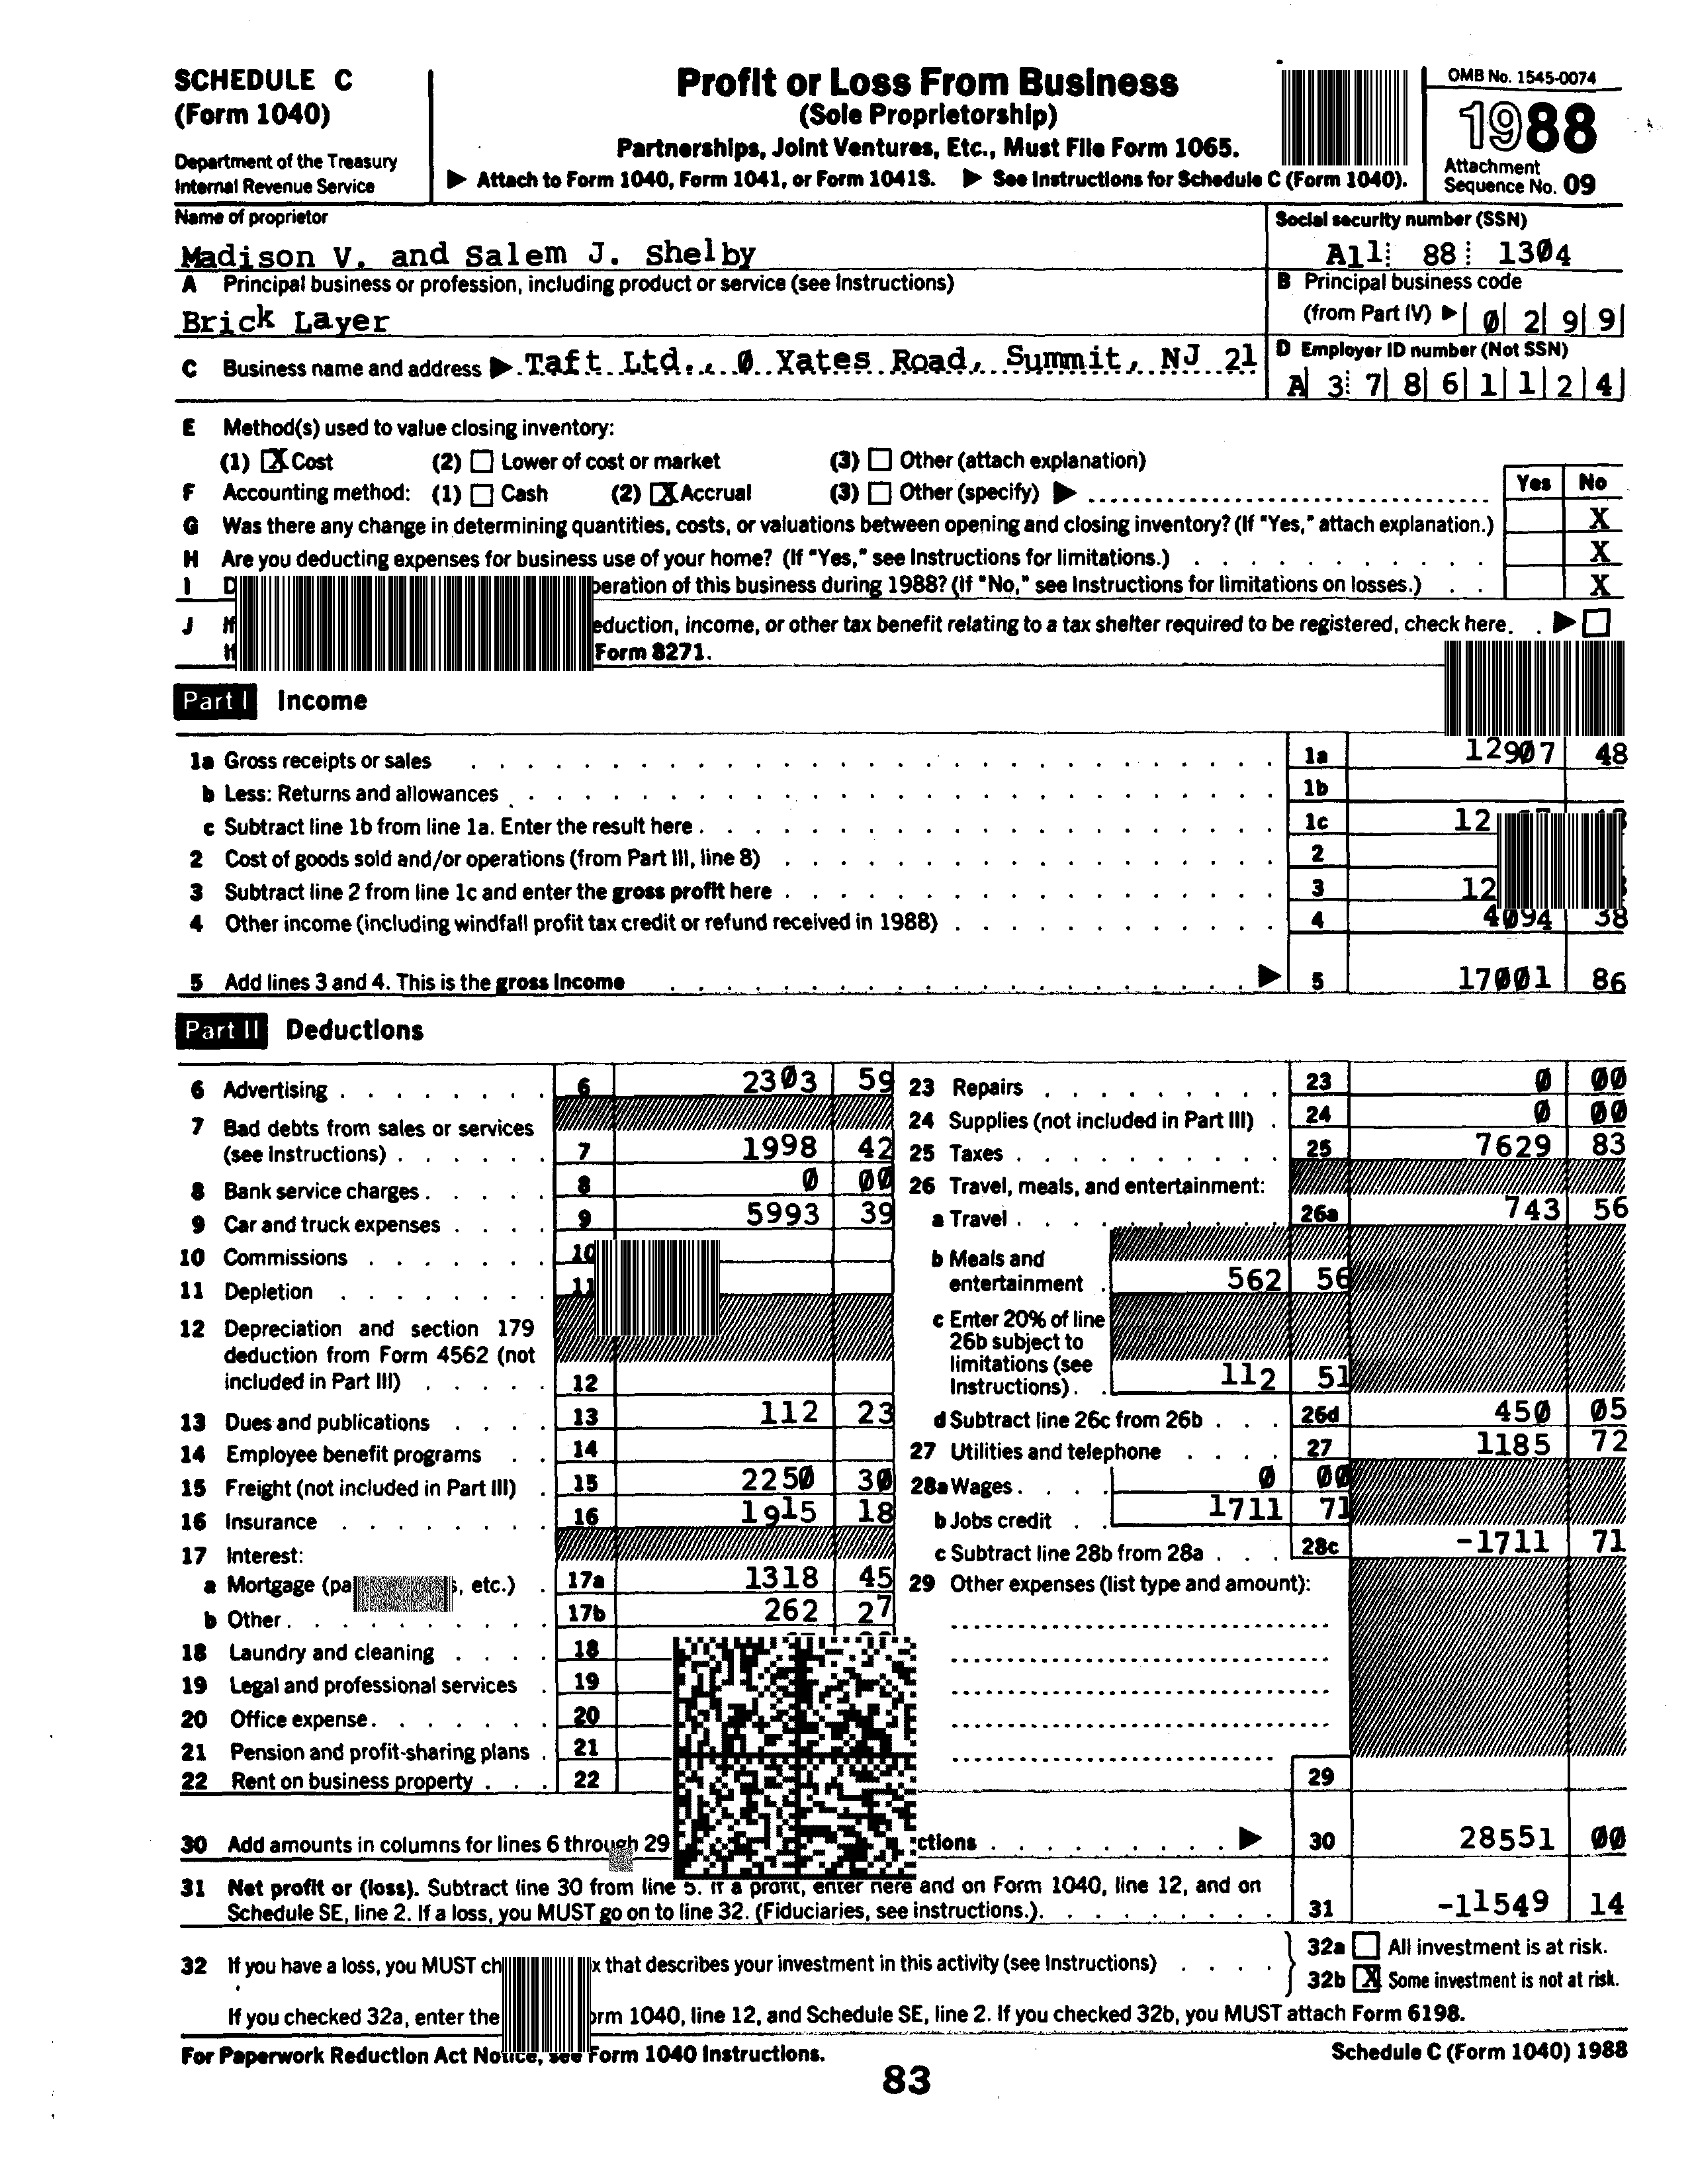 SCHEDULE C
(Form 1040)
Department of the Treasury
Internal Revenue Service
Profit or Loss From Business
(Sole Proprietorship)
Partnerships, Joint Ventures, Etc., Must File Form 1065.
▶ Attach to Form 1040, Form 1041, or Form 1041S. ▶ See Instructions for Schedule C (Form 1040).
OMB No. 1545-0074
1988
Attachment
Sequence No. 09
Name of proprietor
Madison V. and Salem J. Shelby
Social security number (SSN)
A11 88 1304
A Principal business or profession, including product or service (see Instructions)
Brick Layer
B Principal business code
(from Part IV) ▶ 0 2 9 9
C Business name and address ▶ Taft Ltd., 0 Yates Road, Summit, NJ 21
D Employer ID number (Not SSN)
A 3 7 8 6 1 1 2 4
E Method(s) used to value closing inventory:
(1) X Cost (2) Lower of cost or market (3) Other (attach explanation)
F Accounting method: (1) Cash (2) X Accrual (3) Other (specify) ▶
Yes No
G Was there any change in determining quantities, costs, or valuations between opening and closing inventory? (If "Yes," attach explanation.) X
H Are you deducting expenses for business use of your home? (If "Yes," see Instructions for limitations.) X
I of this business during 1988? (If "No," see Instructions for limitations on losses.) X
J income, or other tax benefit relating to a tax shelter required to be registered, check here. ▶
Form 8271.
Part I Income
1a Gross receipts or sales 1a 12907 48
b Less: Returns and allowances 1b
c Subtract line 1b from line 1a. Enter the result here 1c 12
2 Cost of goods sold and/or operations (from Part III, line 8) 2
3 Subtract line 2 from line 1c and enter the gross profit here 3 12
4 Other income (including windfall profit tax credit or refund received in 1988) 4 4094 38
5 Add lines 3 and 4. This is the gross income ▶ 5 17001 86
Part II Deductions
6 Advertising 6 2303 59
7 Bad debts from sales or services
(see Instructions) 7 1998 42
8 Bank service charges 8 0 00
9 Car and truck expenses 9 5993 39
10 Commissions 10
11 Depletion 11
12 Depreciation and section 179
deduction from Form 4562 (not
included in Part III) 12
13 Dues and publications 13 112 23
14 Employee benefit programs 14
15 Freight (not included in Part III) 15 2250 30
16 Insurance 16 1915 18
17 Interest:
a Mortgage , etc.) 17a 1318 45
b Other 17b 262 27
18 Laundry and cleaning 18
19 Legal and professional services 19
20 Office expense 20
21 Pension and profit-sharing plans 21
22 Rent on business property 22
23 Repairs 23 0 00
24 Supplies (not included in Part III) 24 0 00
25 Taxes 25 7629 83
26 Travel, meals, and entertainment:
a Travel 26a 743 56
b Meals and
entertainment 562 56
c Enter 20% of line
26b subject to
limitations (see
Instructions) 112 51
d Subtract line 26c from 26b 26d 450 05
27 Utilities and telephone 27 1185 72
28a Wages 0 00
b Jobs credit 1711 71
c Subtract line 28b from 28a 28c -1711 71
29 Other expenses (list type and amount):
29
30 Add amounts in columns for lines 6 through 29 ▶ 30 28551 00
31 Net profit or (loss). Subtract line 30 from line 5. If a profit, enter here and on Form 1040, line 12, and on
Schedule SE, line 2. If a loss, you MUST go on to line 32. (Fiduciaries, see instructions.) 31 -11549 14
32 If you have a loss, you MUST that describes your investment in this activity (see Instructions)
32a All investment is at risk.
32b X Some investment is not at risk.
If you checked 32a, enter the 1040, line 12, and Schedule SE, line 2. If you checked 32b, you MUST attach Form 6198.
For Paperwork Reduction Act Notice, see Form 1040 Instructions.
Schedule C (Form 1040) 1988
83